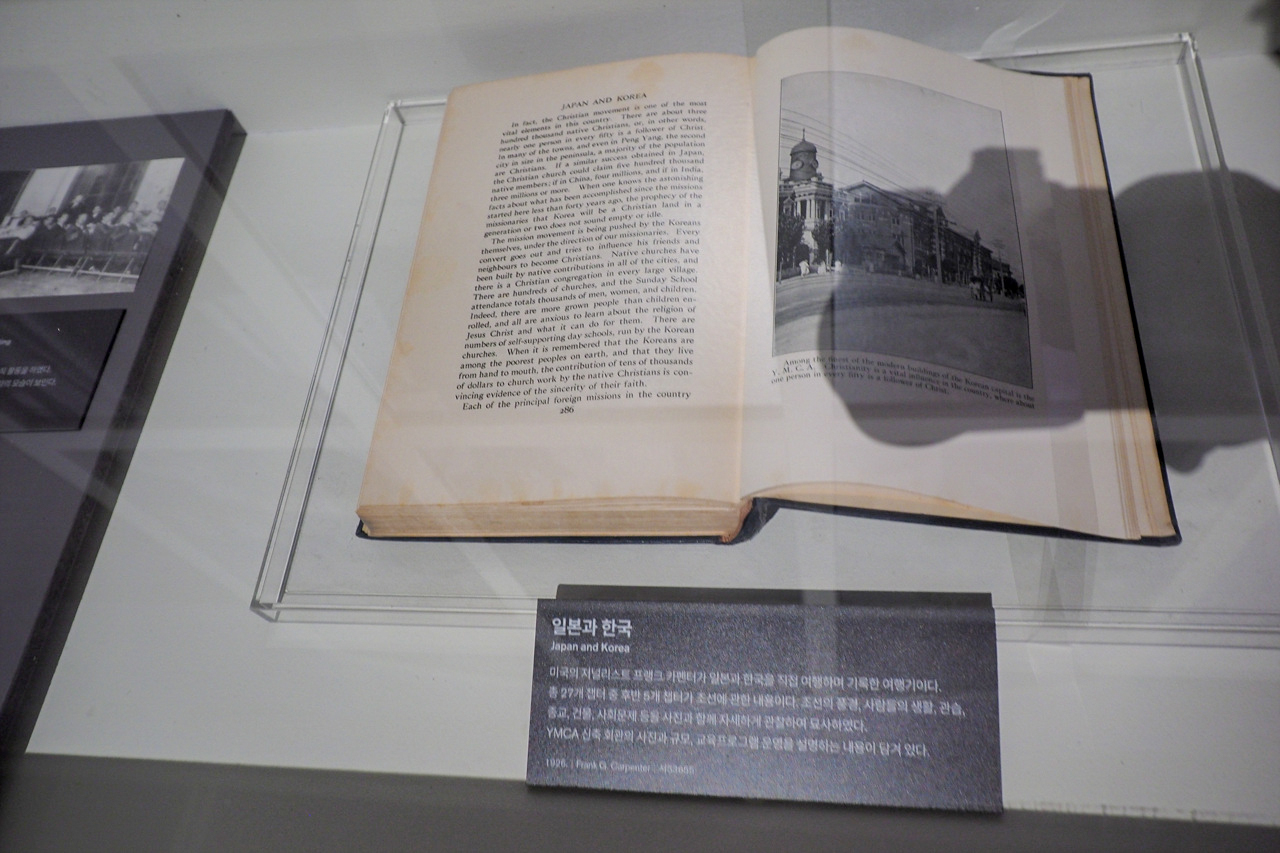 JAPAN AND KOREA
In fact, the Christian movement is one of the most
vital elements in this country. There are about three
hundred thousand native Christians, or, in other words,
nearly one person in every fifty is a follower of Christ.
In many of the towns, and even in Peng Yang, the second
city in size in the peninsula, a majority of the population
are Christians. If a similar success obtained in Japan,
the Christian church could claim five hundred thousand
native members; if in China, four millions, and if in India,
three millions or more. When one knows the astonishing
facts about what has been accomplished since the missions
started here less than forty years ago, the prophecy of the
missionaries that Korea will be a Christian land in a
generation or two does not sound empty or idle.
The mission movement is being pushed by the Koreans
themselves, under the direction of our missionaries. Every
convert goes out and tries to influence his friends and
neighbours to become Christians. Native churches have
been built by native contributions in all of the cities, and
there is a Christian congregation in every large village.
There are hundreds of churches, and the Sunday School
attendance totals thousands of men, women, and children.
Indeed, there are more grown people than children en-
rolled, and all are anxious to learn about the religion of
Jesus Christ and what it can do for them. There are
numbers of self-supporting day schools, run by the Korean
churches. When it is remembered that the Koreans are
among the poorest peoples on earth, and that they live
from hand to mouth, the contribution of tens of thousands
of dollars to church work by the native Christians is con-
vincing evidence of the sincerity of their faith.
Each of the principal foreign missions in the country
286
Among the finest of the modern buildings of the Korean capital is the
Y. M. C. A. Christianity is a vital influence in the country, where about
one person in every fifty is a follower of Christ.
일본과 한국
Japan and Korea
미국의 저널리스트 프랭크 카펜터가 일본과 한국을 직접 여행하며 기록한 여행기이다.
총 27개 챕터 중 후반 5개 챕터가 조선에 관한 내용이다. 조선의 풍경, 사람들의 생활, 관습,
종교, 건물, 사회문제 등을 사진과 함께 자세하게 관찰하여 묘사하였다.
YMCA 신축 회관의 사진과 규모, 교육프로그램 운영을 설명하는 내용이 담겨 있다.
1926. | Frank G. Carpenter | 서53655